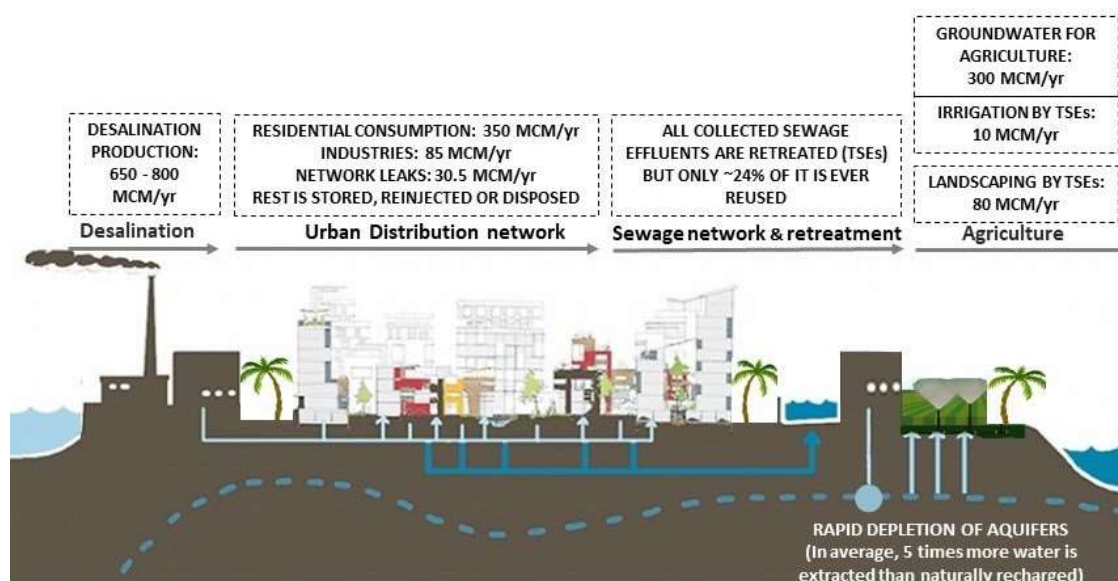 DESALINATION
PRODUCTION:
650 - 800
MCM/yr
Desalination
RESIDENTIAL CONSUMPTION: 350 MCM/yr
INDUSTRIES: 85 MCM/yr
NETWORK LEAKS: 30.5 MCM/yr
REST IS STORED, REINJECTED OR DISPOSED
Urban Distribution network
ALL COLLECTED SEWAGE
EFFLUENTS ARE RETREATED (TSEs)
BUT ONLY ~24% OF IT IS EVER
REUSED
Sewage network & retreatment
GROUNDWATER FOR
AGRICULTURE:
300 MCM/yr
IRRIGATION BY TSEs:
10 MCM/yr
LANDSCAPING BY TSEs:
80 MCM/yr
Agriculture
RAPID DEPLETION OF AQUIFERS
(In average, 5 times more water is
extracted than naturally recharged)